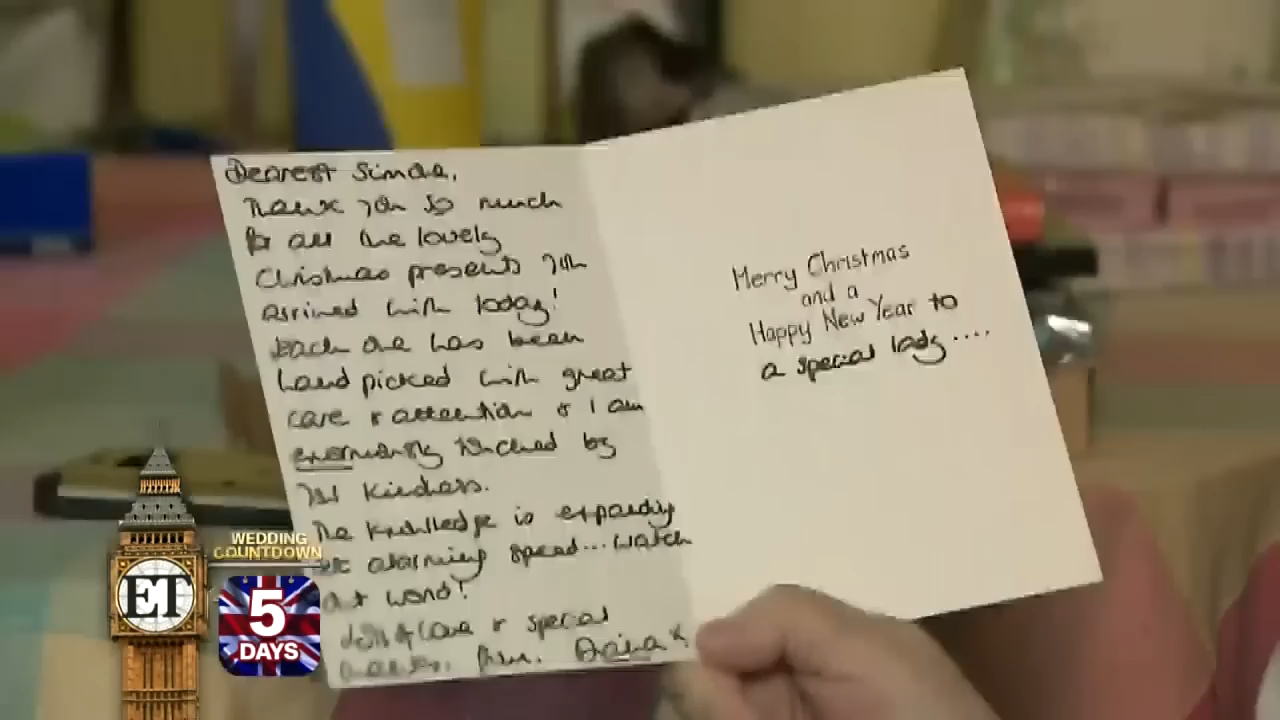 Dearest Simone,
Thank you so much
for all the lovely
Christmas presents you
arrived with today!
Each one has been
hand picked with great
care & attention & I am
enormously touched by
your kindness.
The knowledge is expanding
at alarming speed... watch
out world!
lots of love & special
thanks, from, Diana x
Merry Christmas
and a
Happy New Year to
a special lady....
WEDDING
COUNTDOWN
ET
5
DAYS